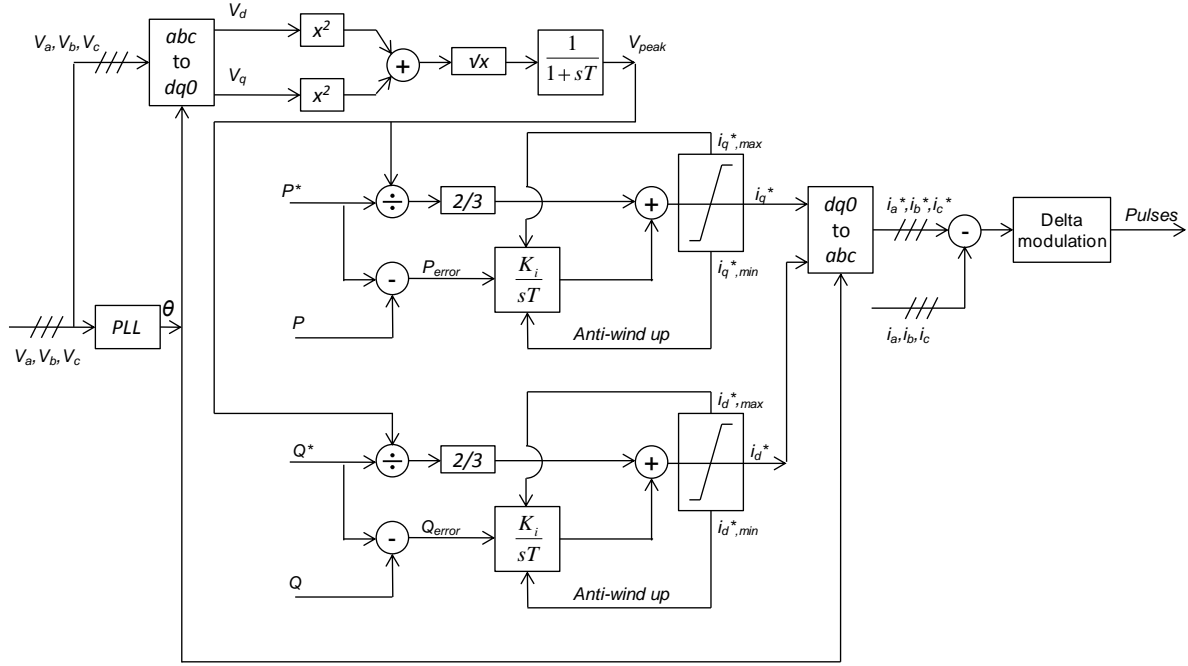 Va, Vb, Vc
abc
to
dq0
Vd
Vq
x²
x²
+
√x
1
1 + sT
Vpeak
P*
÷
2/3
+
iq*,max
iq*
iq*,min
Ki
sT
-
Perror
P
Anti-wind up
dq0
to
abc
ia*, ib*, ic*
-
Delta
modulation
Pulses
ia, ib, ic
Va, Vb, Vc
PLL
θ
Q*
÷
2/3
+
id*,max
id*
id*,min
Ki
sT
-
Qerror
Q
Anti-wind up